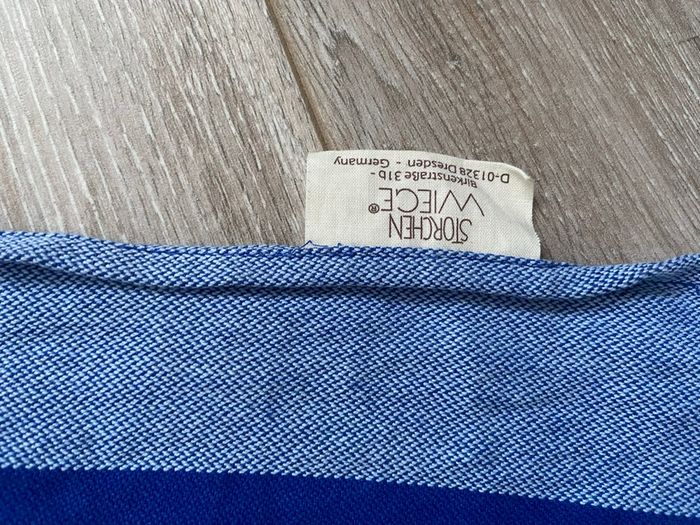 STORCHEN
WIEGE®
Birkenstraße 31b -
D-01328 Dresden - Germany